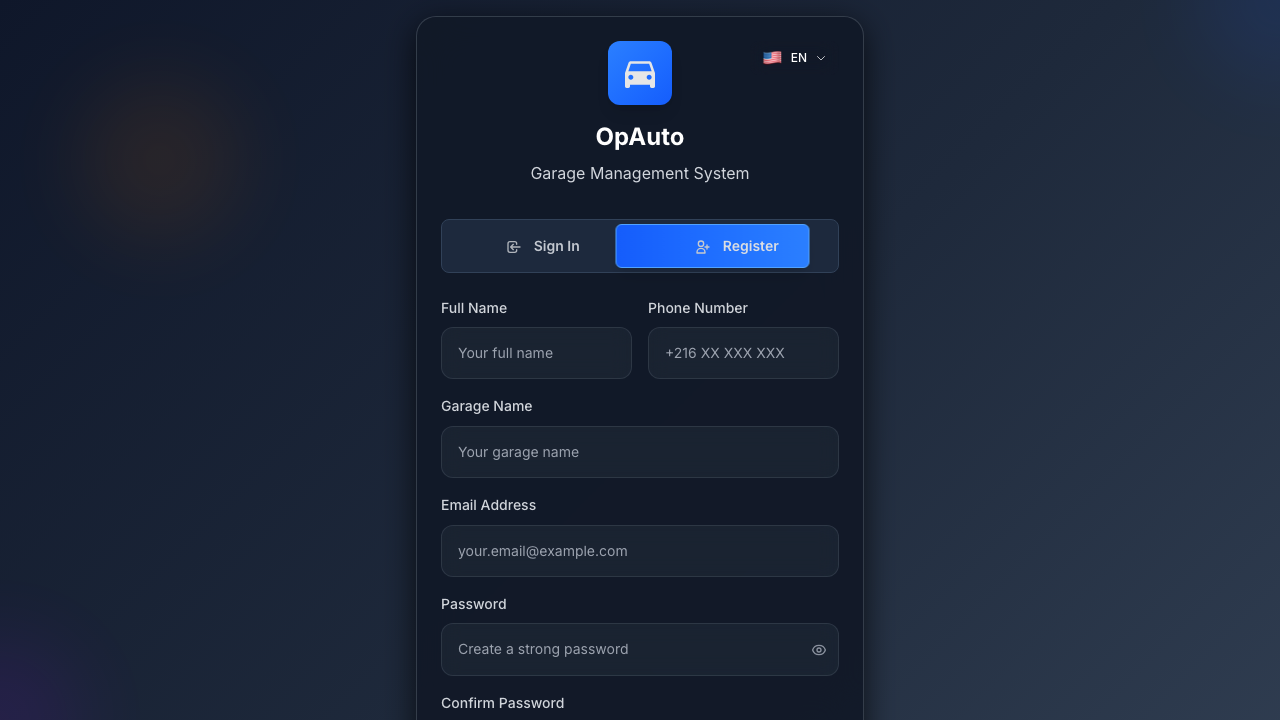 🇺🇸 EN
OpAuto
Garage Management System
Sign In
Register
Full Name
Phone Number
Your full name
+216 XX XXX XXX
Garage Name
Your garage name
Email Address
your.email@example.com
Password
Create a strong password
Confirm Password